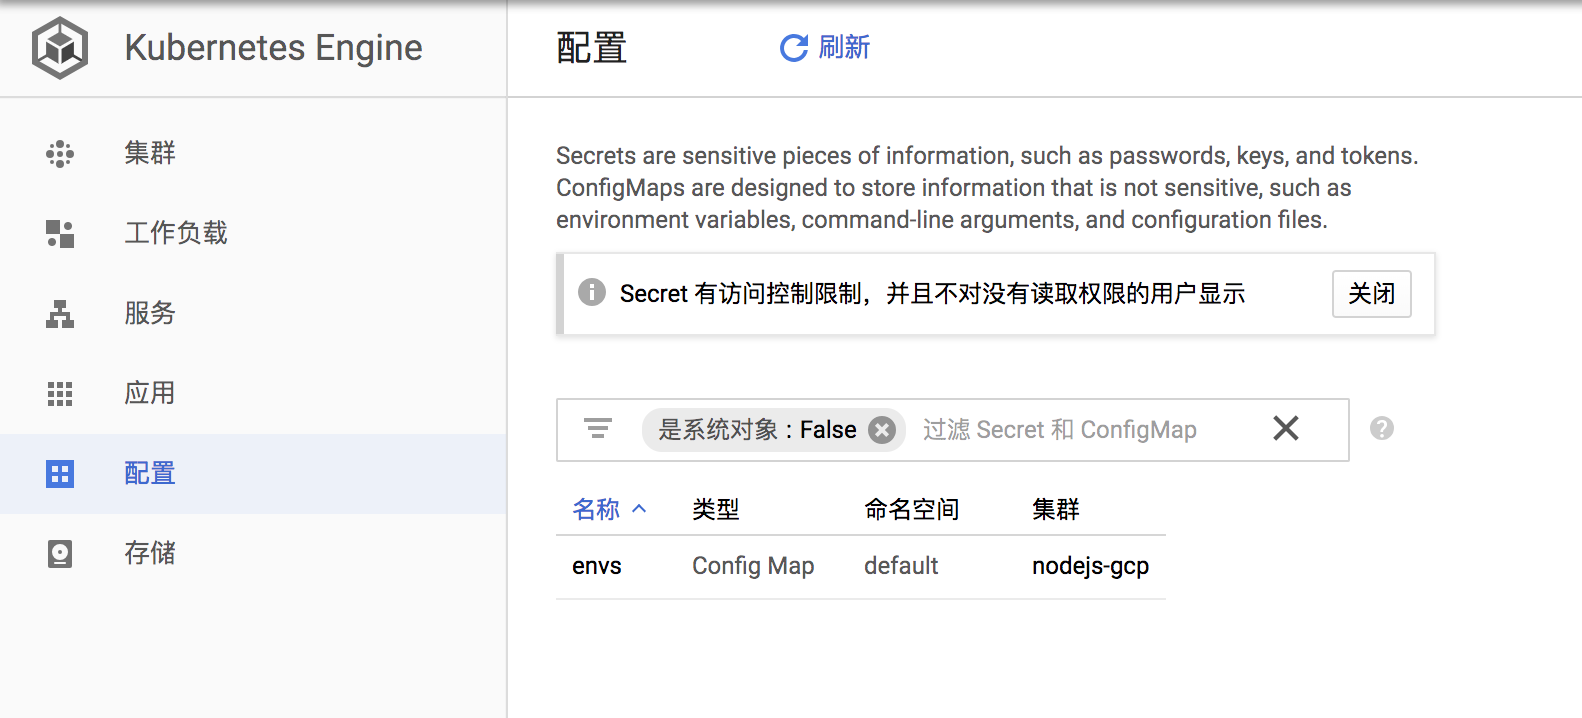 Kubernetes Engine
集群
工作负载
服务
应用
配置
存储
配置
刷新
Secrets are sensitive pieces of information, such as passwords, keys, and tokens.
ConfigMaps are designed to store information that is not sensitive, such as
environment variables, command-line arguments, and configuration files.
Secret 有访问控制限制，并且不对没有读取权限的用户显示
关闭
是系统对象 : False 过滤 Secret 和 ConfigMap
名称 类型 命名空间 集群
envs Config Map default nodejs-gcp